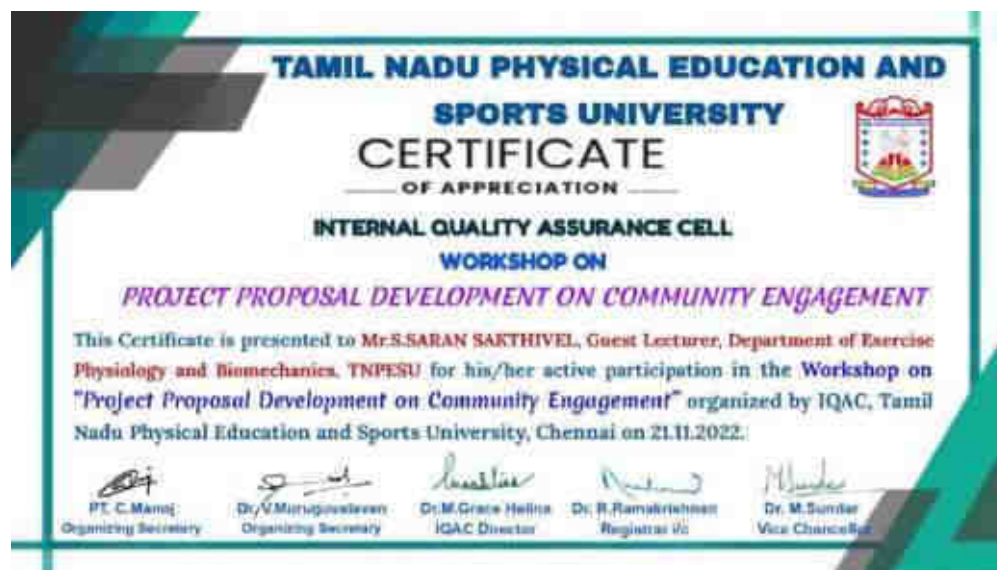 TAMIL NADU PHYSICAL EDUCATION AND
SPORTS UNIVERSITY
CERTIFICATE
OF APPRECIATION
INTERNAL QUALITY ASSURANCE CELL
WORKSHOP ON
PROJECT PROPOSAL DEVELOPMENT ON COMMUNITY ENGAGEMENT
This Certificate is presented to Mr.S.SARAN SAKTHIVEL, Guest Lecturer, Department of Exercise
Physiology and Biomechanics, TNPESU for his/her active participation in the Workshop on
"Project Proposal Development on Community Engagement" organized by IQAC, Tamil
Nadu Physical Education and Sports University, Chennai on 21.11.2022.
PT. C.Manoj Dr.V.Murugavalavan Dr.M.Grace Helina Dr. R.Ramakrishnan Dr. M.Sundar
Organizing Secretary Organizing Secretary IQAC Director Registrar i/c Vice Chancellor